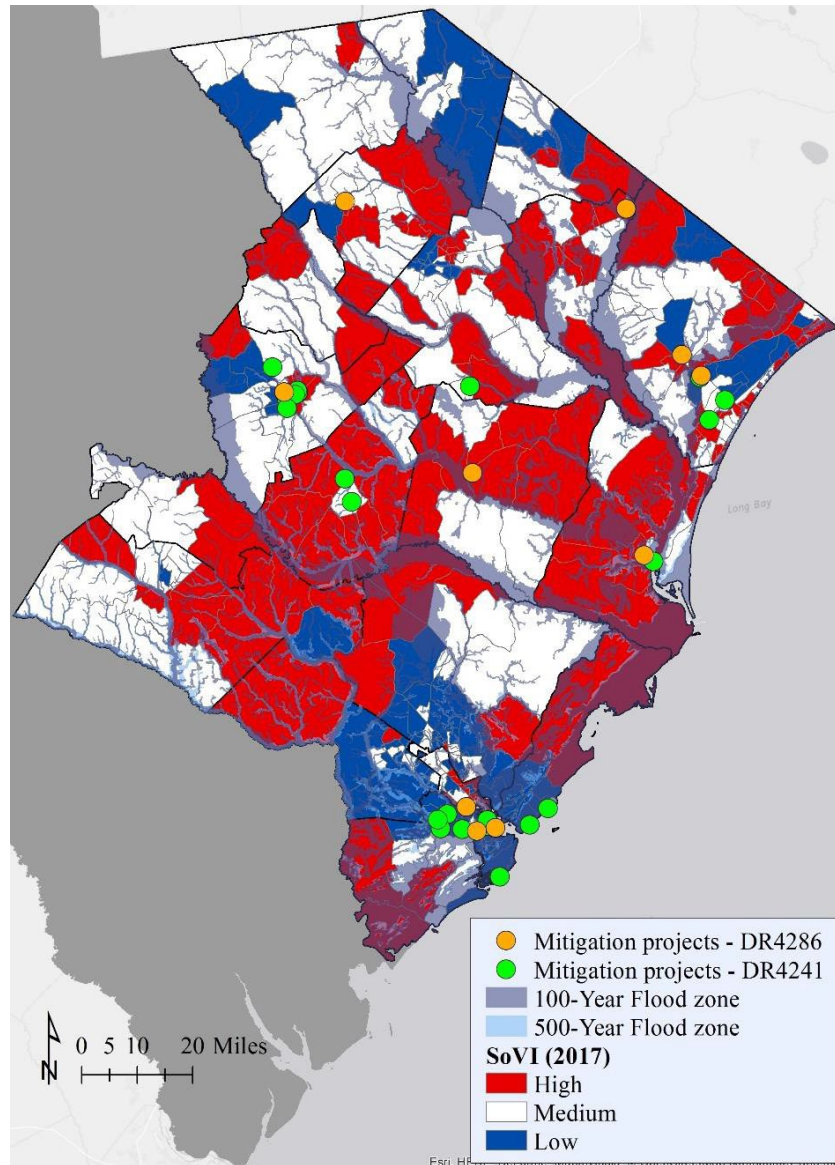 Long Bay
Mitigation projects - DR4286
Mitigation projects - DR4241
100-Year Flood zone
500-Year Flood zone
SoVI (2017)
High
Medium
Low
N
0 5 10 20 Miles
Esri,